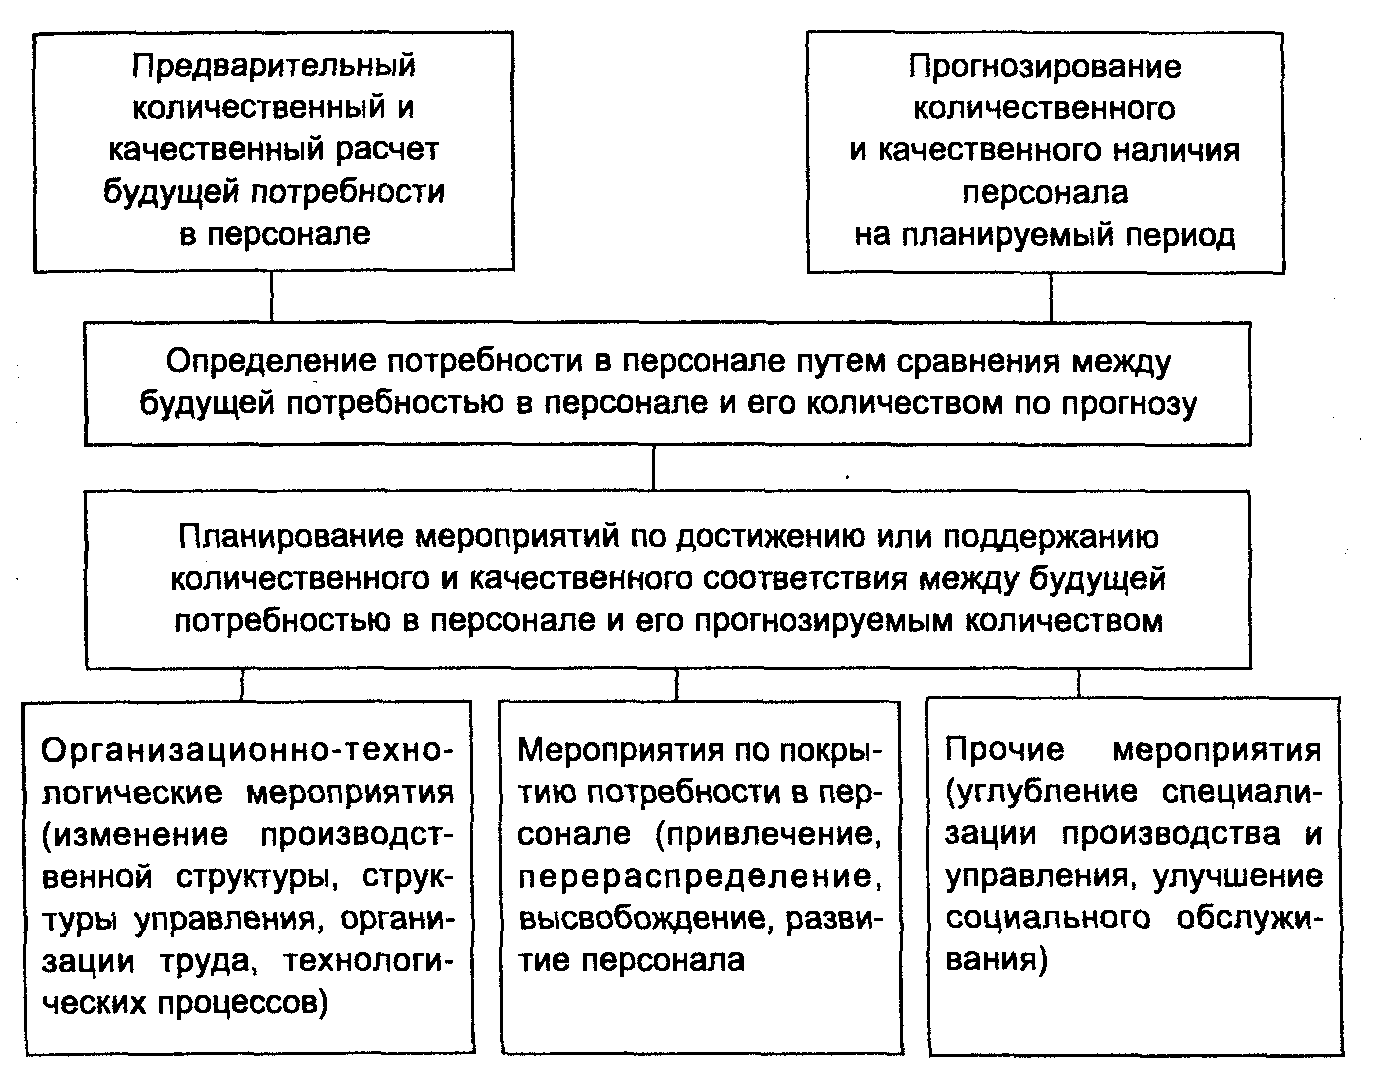 Предварительный
количественный и
качественный расчет
будущей потребности
в персонале
Прогнозирование
количественного
и качественного наличия
персонала
на планируемый период
Определение потребности в персонале путем сравнения между
будущей потребностью в персонале и его количеством по прогнозу
Планирование мероприятий по достижению или поддержанию
количественного и качественного соответствия между будущей
потребностью в персонале и его прогнозируемым количеством
Организационно-техно-
логические мероприятия
(изменение производст-
венной структуры, струк-
туры управления, органи-
зации труда, технологи-
ческих процессов)
Мероприятия по покры-
тию потребности в пер-
сонале (привлечение,
перераспределение,
высвобождение, разви-
тие персонала
Прочие мероприятия
(углубление специали-
зации производства и
управления, улучшение
социального обслужи-
вания)